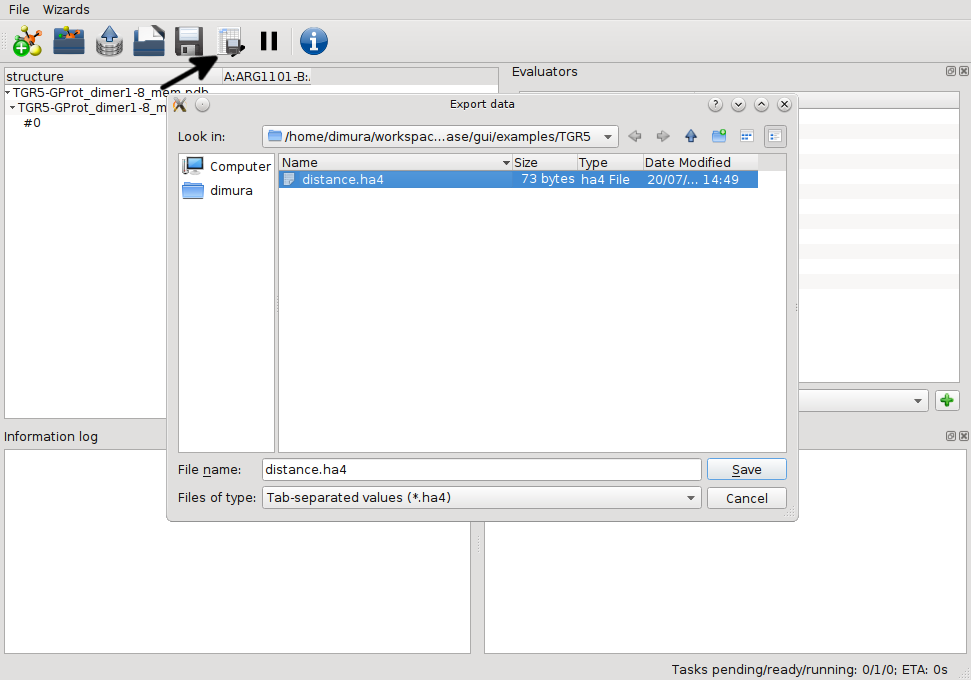 File Wizards
structure A:ARG1101-B:.
Evaluators
TGR5-GProt_dimer1-8_mem.pdb
TGR5-GProt_dimer1-8_m
#0
Export data
Look in: /home/dimura/workspac...ase/gui/examples/TGR5
Computer
dimura
Name Size Type Date Modified
distance.ha4 73 bytes ha4 File 20/07/... 14:49
Information log
File name: distance.ha4 Save
Files of type: Tab-separated values (*.ha4) Cancel
Tasks pending/ready/running: 0/1/0; ETA: 0s